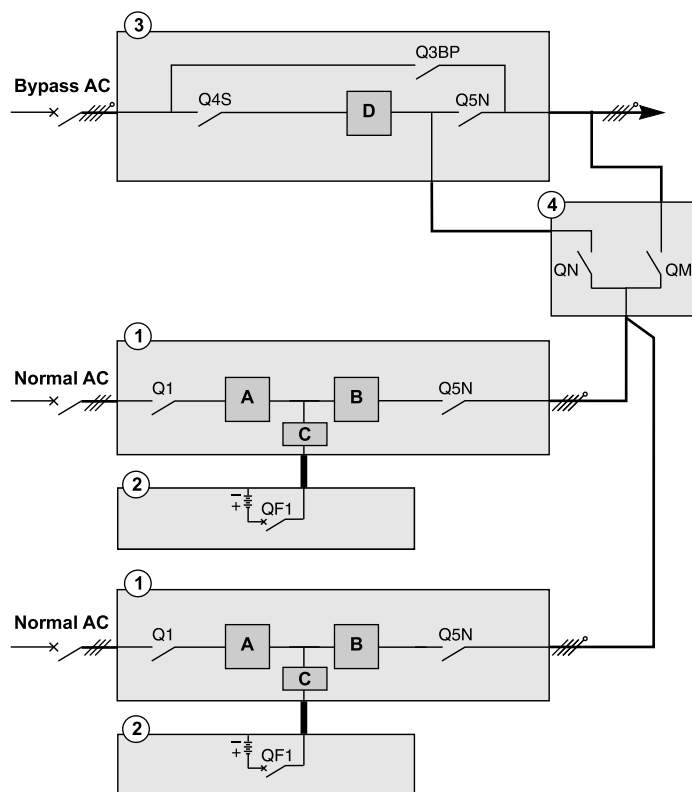 3
Q3BP
Bypass AC
Q4S
D
Q5N
4
QN
QM
1
Normal AC
Q1
A
B
Q5N
C
2
−
+
QF1
1
Normal AC
Q1
A
B
Q5N
C
2
−
+
QF1